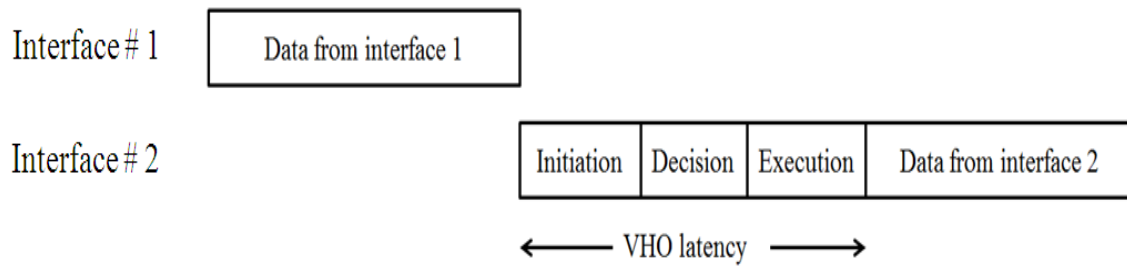 Interface # 1 Data from interface 1
Interface # 2 Initiation Decision Execution Data from interface 2
VHO latency